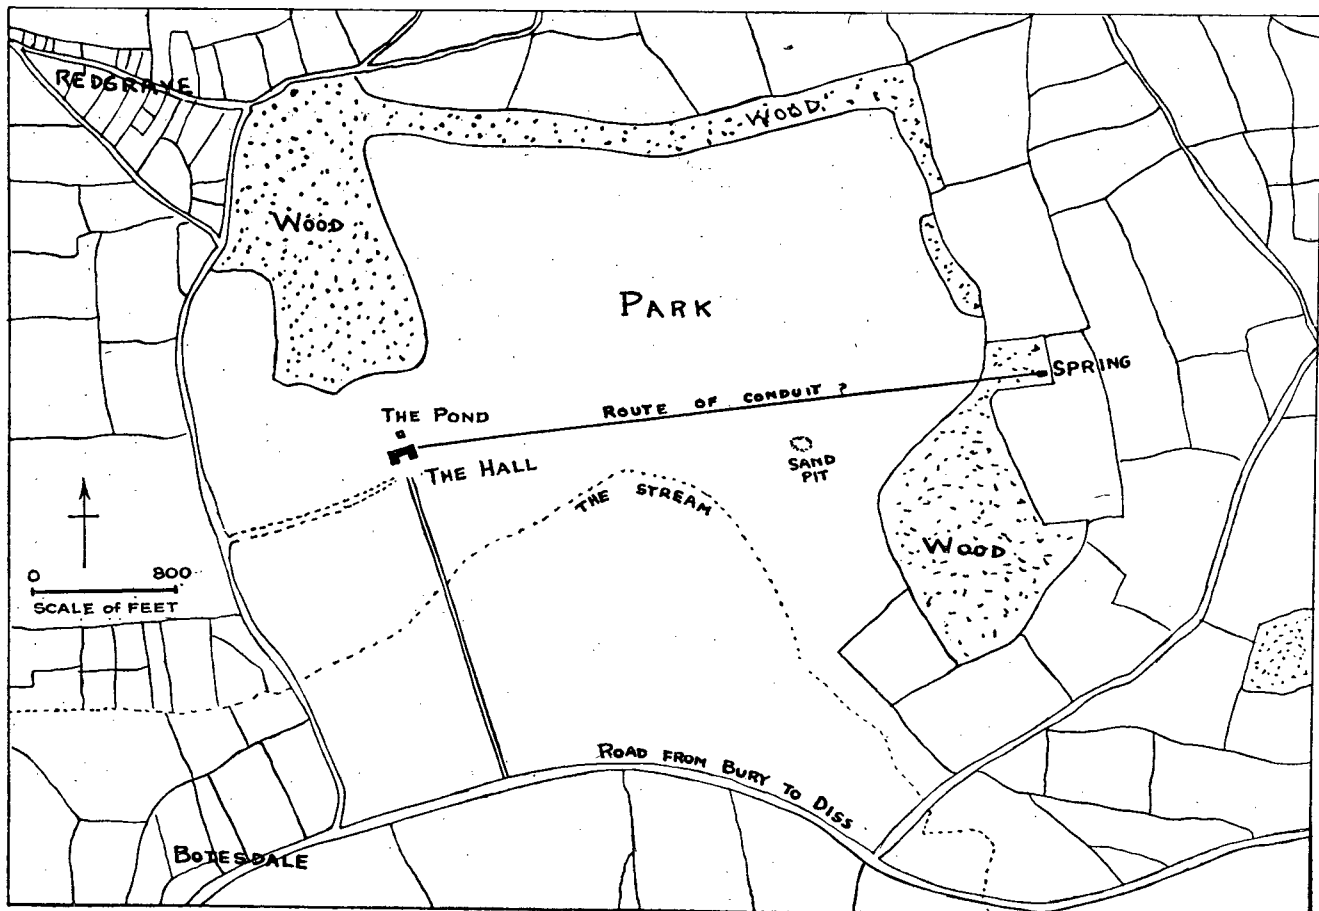 REDGRAVE
WOOD
WOOD
PARK
SPRING
ROUTE OF CONDUIT ?
THE POND
THE HALL
SAND
PIT
THE STREAM
WOOD
0 800
SCALE of FEET
ROAD FROM BURY TO DISS
BOTESDALE